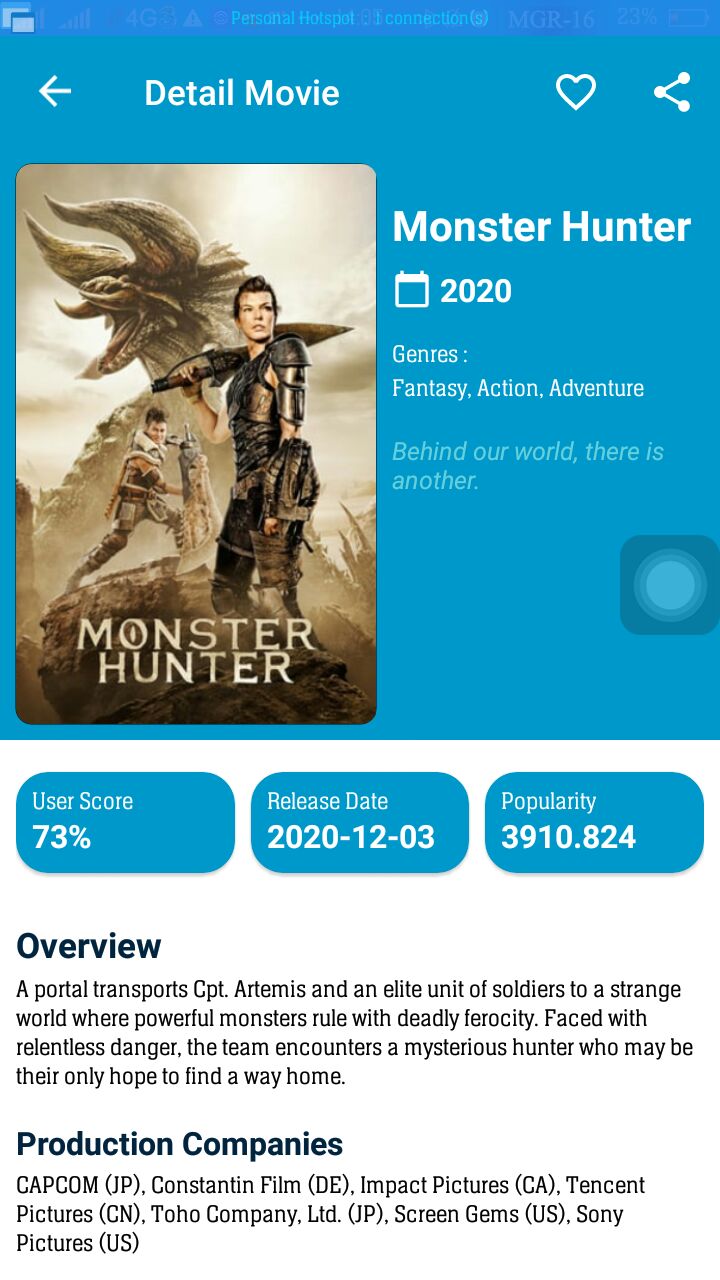 4G
Personal Hotspot : 1 connection(s)
MGR-16
23%
Detail Movie
Monster Hunter
2020
Genres :
Fantasy, Action, Adventure
Behind our world, there is
another.
MONSTER
HUNTER
User Score
73%
Release Date
2020-12-03
Popularity
3910.824
Overview
A portal transports Cpt. Artemis and an elite unit of soldiers to a strange
world where powerful monsters rule with deadly ferocity. Faced with
relentless danger, the team encounters a mysterious hunter who may be
their only hope to find a way home.
Production Companies
CAPCOM (JP), Constantin Film (DE), Impact Pictures (CA), Tencent
Pictures (CN), Toho Company, Ltd. (JP), Screen Gems (US), Sony
Pictures (US)